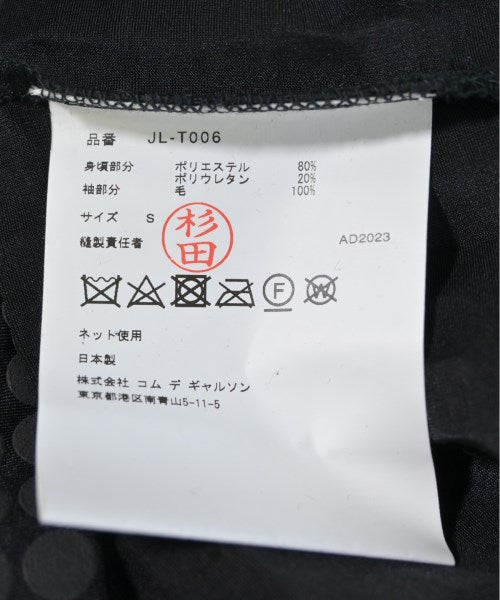 品番 JL-T006
身頃部分 ポリエステル 80%
ポリウレタン 20%
袖部分 毛 100%
サイズ S
杉田
縫製責任者
AD2023
F W
ネット使用
日本製
株式会社 コム デ ギャルソン
東京都港区南青山5-11-5